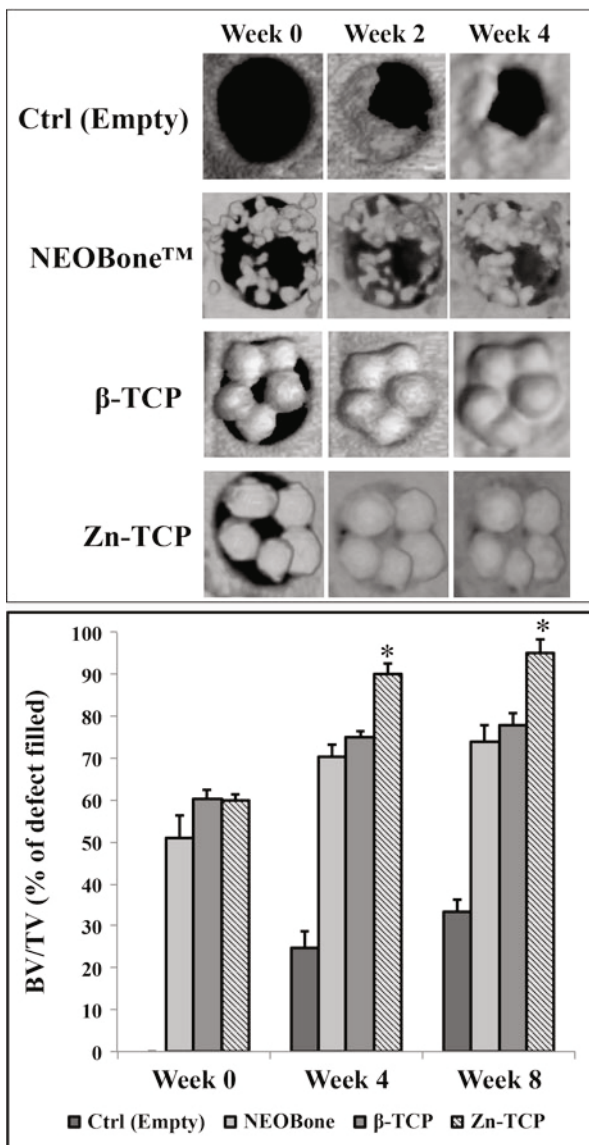 Week 0 Week 2 Week 4
Ctrl (Empty)
NEOBone™
β-TCP
Zn-TCP
BV/TV (% of defect filled)
100
90
80
70
60
50
40
30
20
10
0
* *
Week 0 Week 4 Week 8
Ctrl (Empty) NEOBone β-TCP Zn-TCP